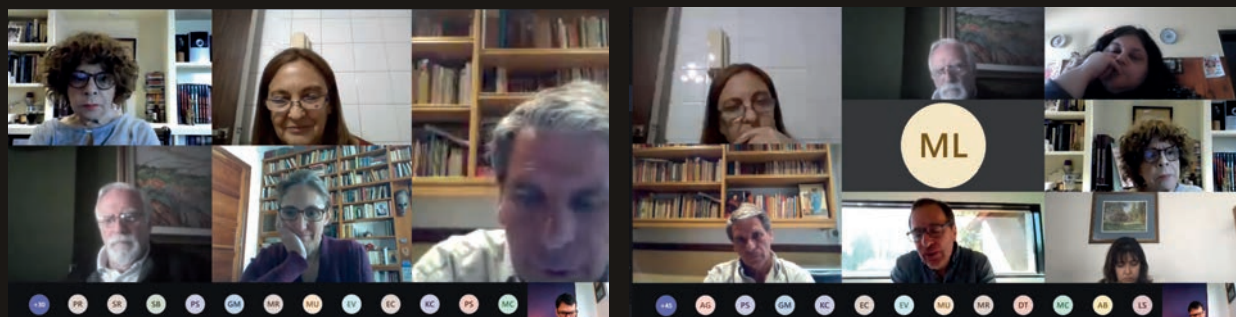 ML
+30 PR SR SB PS GM MR MU EV EC KC PS MC
+40 AG PS GM KC EC EV MU MR DT MC AB LS